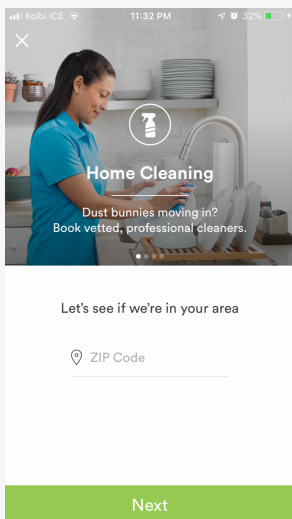 Kolbi ICE 11:32 PM 32%
Home Cleaning
Dust bunnies moving in?
Book vetted, professional cleaners.
Let's see if we're in your area
ZIP Code
Next